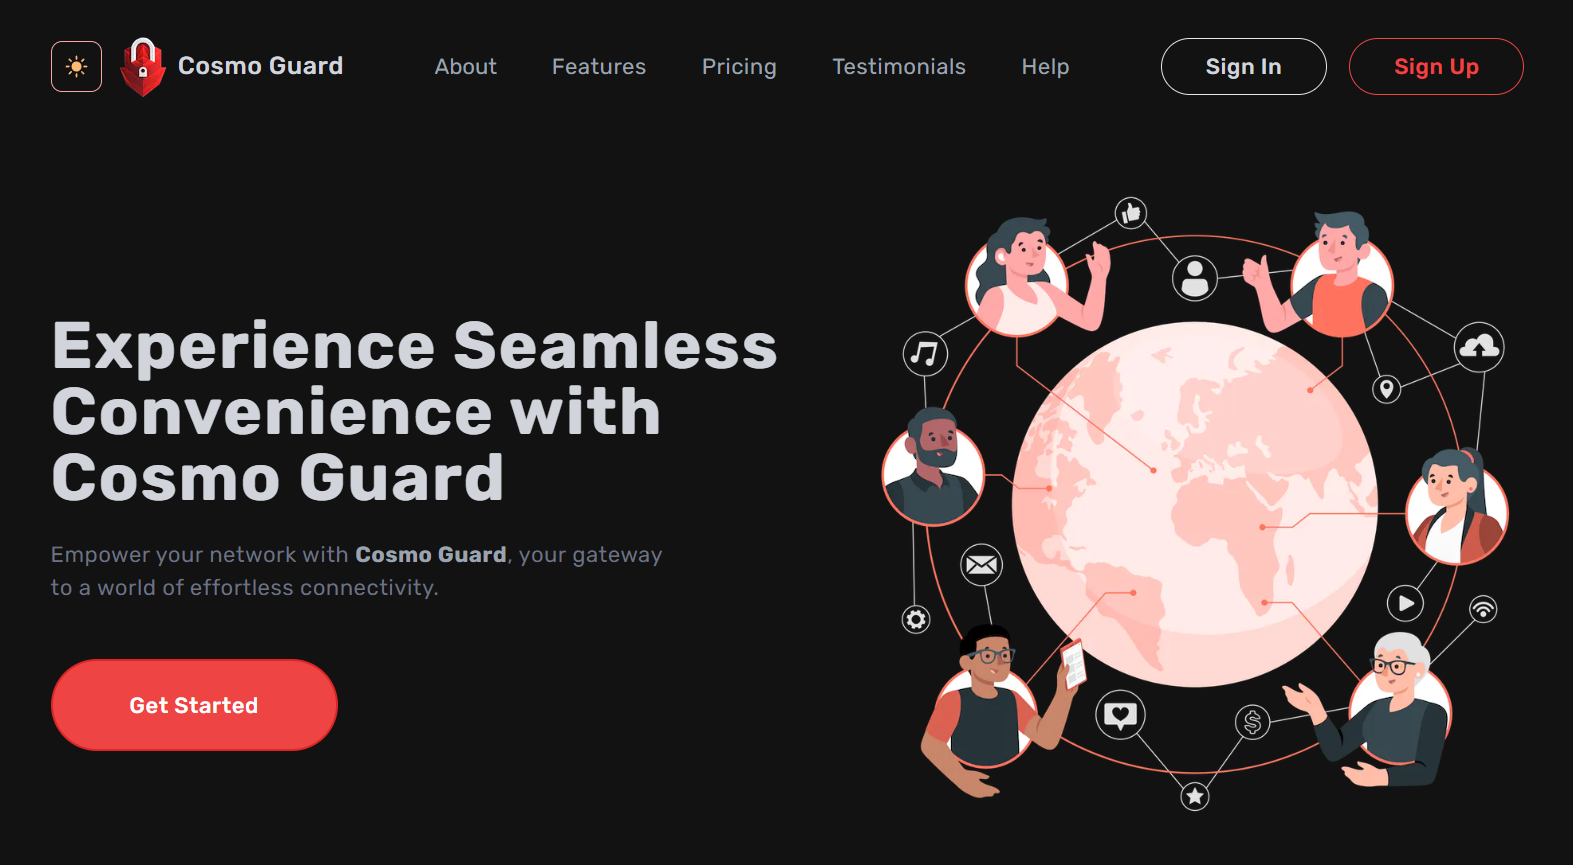 Cosmo Guard
About
Features
Pricing
Testimonials
Help
Sign In
Sign Up
Experience Seamless
Convenience with
Cosmo Guard
Empower your network with Cosmo Guard, your gateway
to a world of effortless connectivity.
Get Started
$